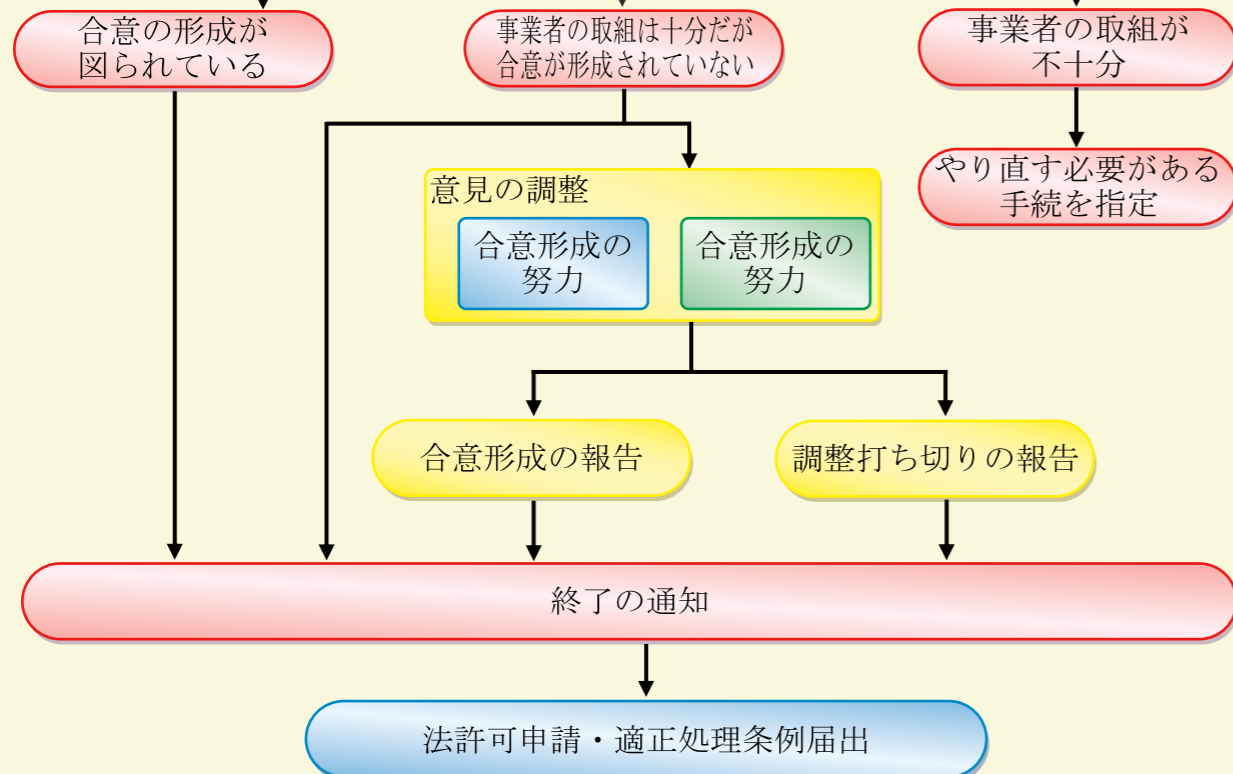 合意の形成が
図られている
事業者の取組は十分だが
合意が形成されていない
事業者の取組が
不十分
やり直す必要がある
手続を指定
意見の調整
合意形成の
努力
合意形成の
努力
合意形成の報告
調整打ち切りの報告
終了の通知
法許可申請・適正処理条例届出